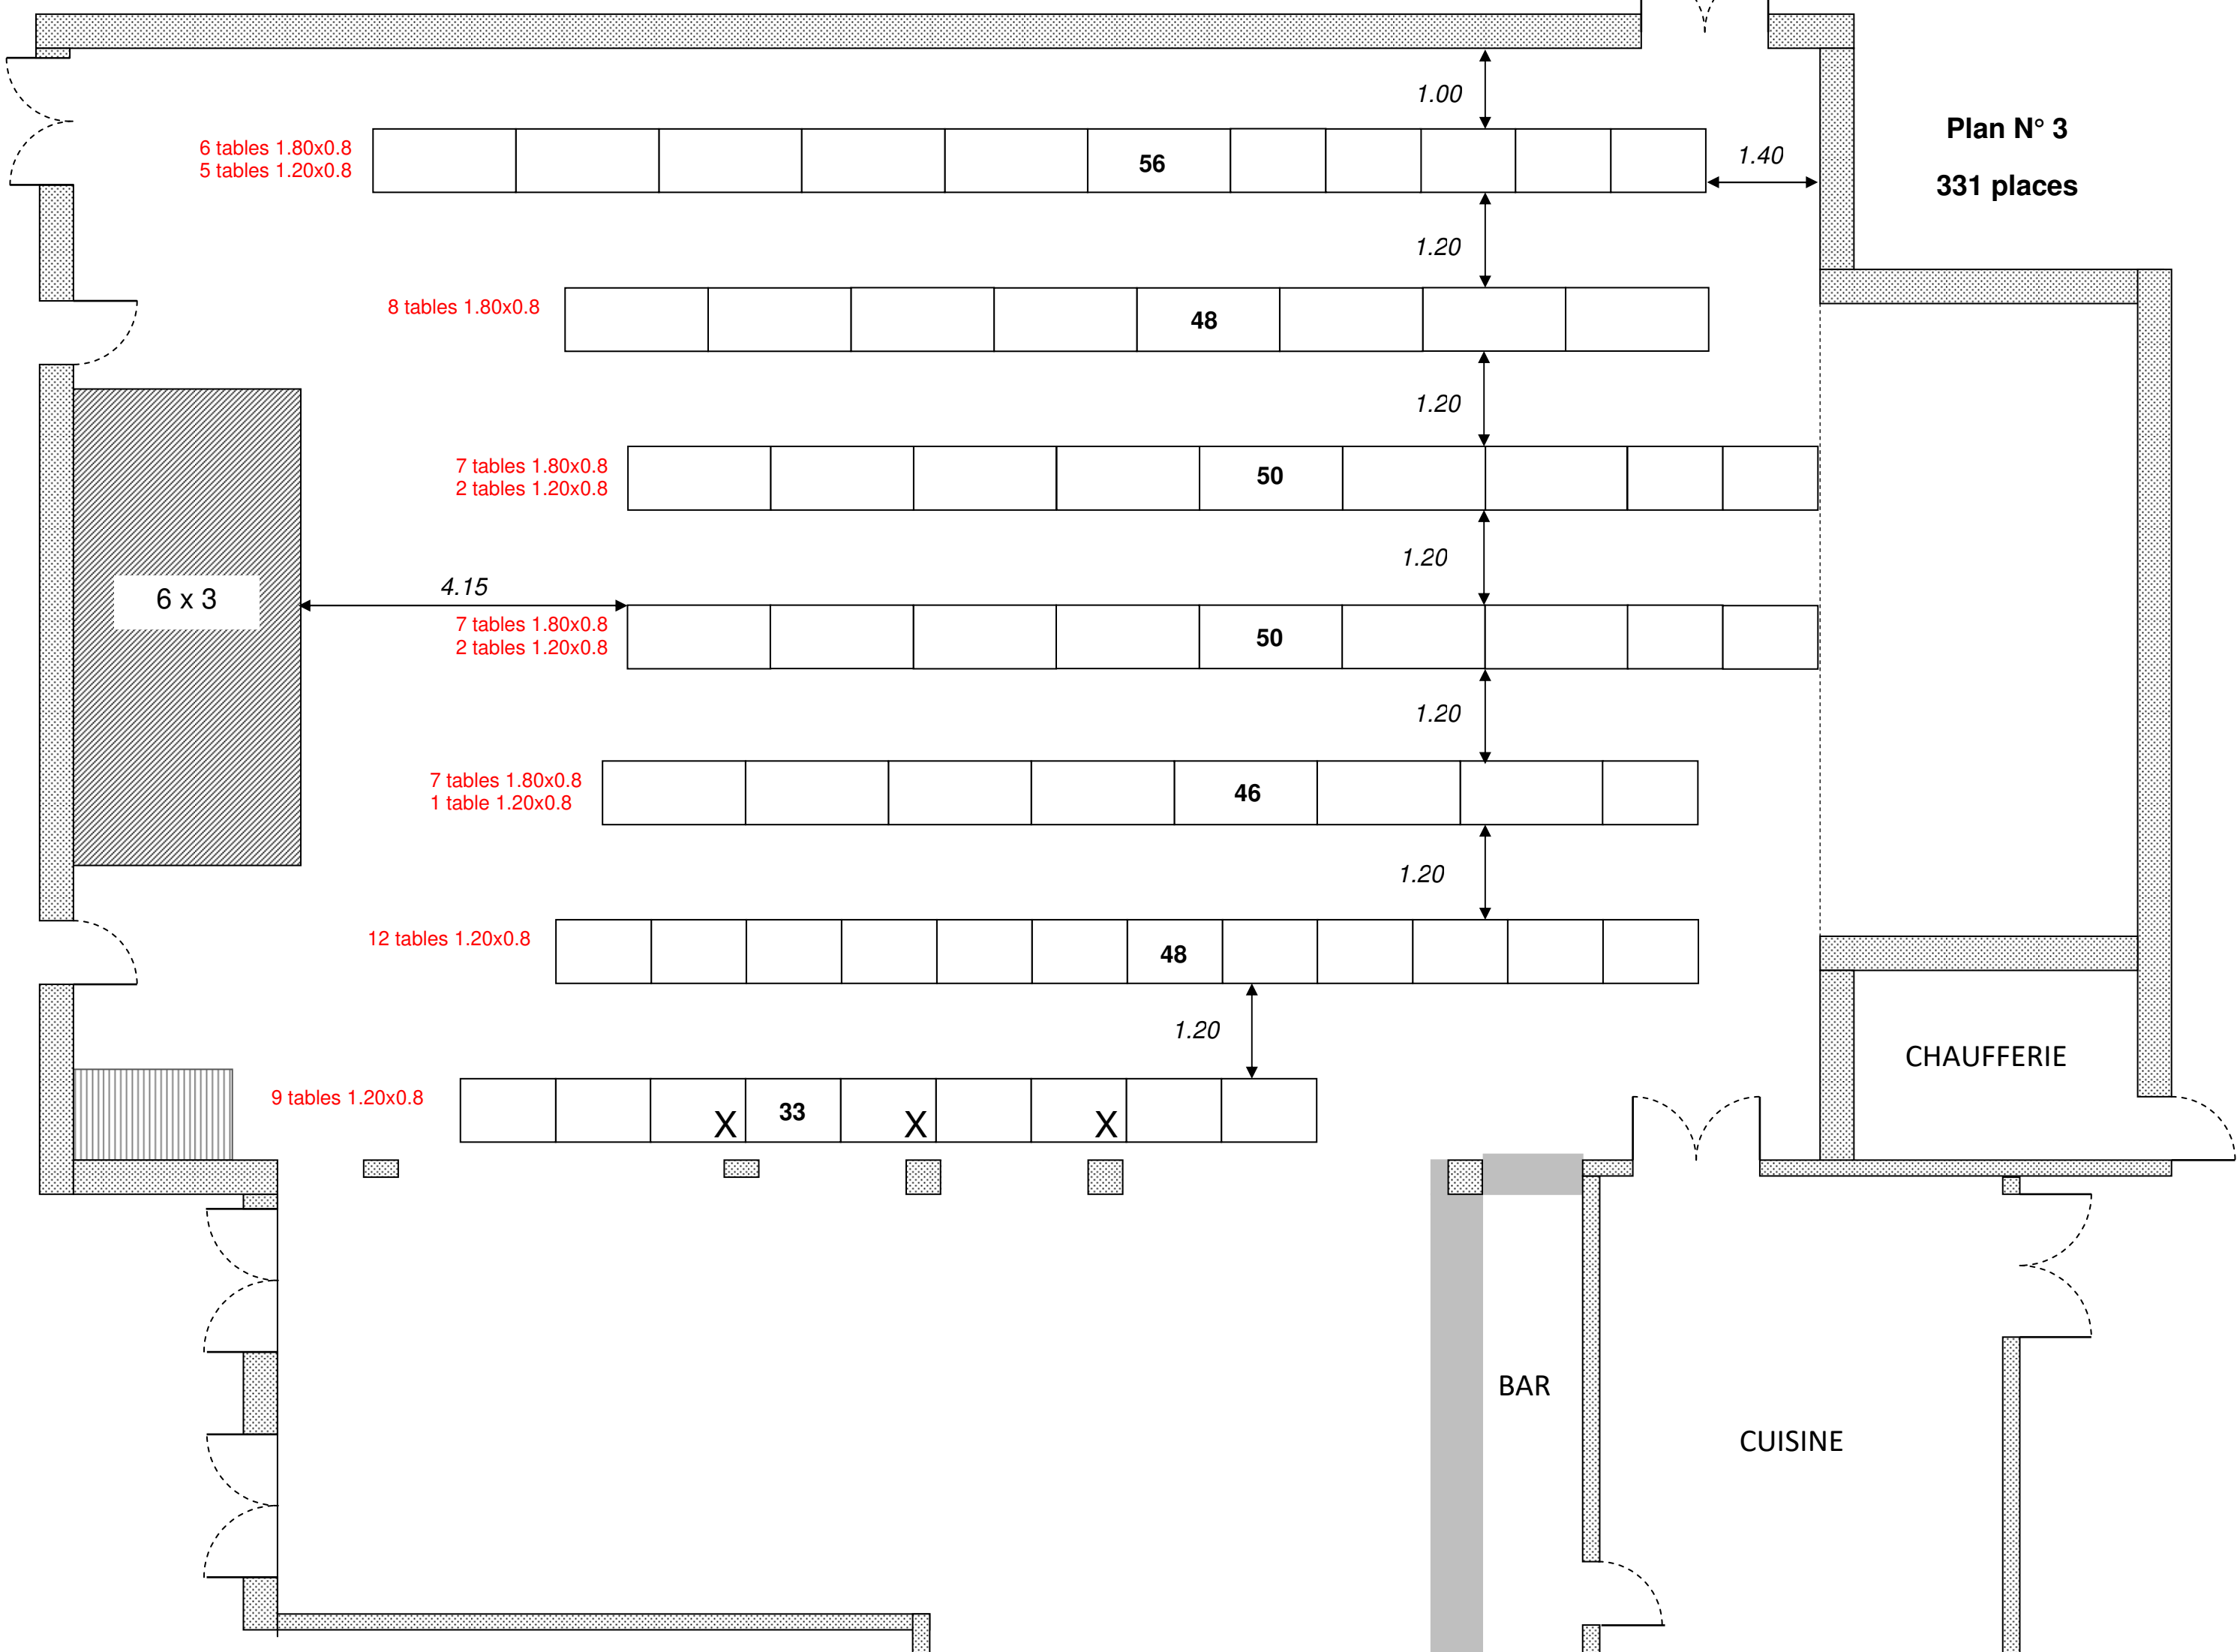 1.00
Plan N° 3
6 tables 1.80x0.8
5 tables 1.20x0.8
56
1.40
331 places
1.20
8 tables 1.80x0.8
48
1.20
7 tables 1.80x0.8
2 tables 1.20x0.8
50
1.20
6 x 3
4.15
7 tables 1.80x0.8
2 tables 1.20x0.8
50
1.20
7 tables 1.80x0.8
1 table 1.20x0.8
46
1.20
12 tables 1.20x0.8
48
1.20
CHAUFFERIE
9 tables 1.20x0.8
X 33 X X
BAR
CUISINE